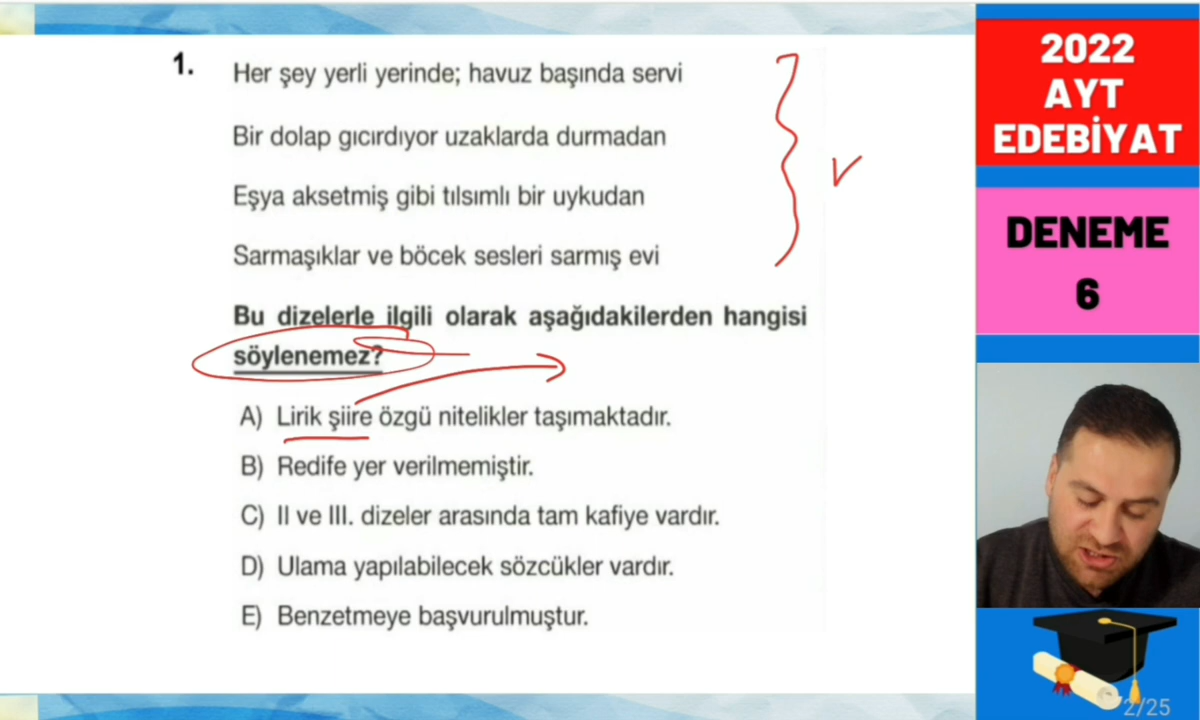 1. Her şey yerli yerinde; havuz başında servi
Bir dolap gıcırdıyor uzaklarda durmadan
Eşya aksetmiş gibi tılsımlı bir uykudan
Sarmaşıklar ve böcek sesleri sarmış evi
Bu dizelerle ilgili olarak aşağıdakilerden hangisi
söylenemez?
A) Lirik şiire özgü nitelikler taşımaktadır.
B) Redife yer verilmemiştir.
C) II ve III. dizeler arasında tam kafiye vardır.
D) Ulama yapılabilecek sözcükler vardır.
E) Benzetmeye başvurulmuştur.
2022
AYT
EDEBİYAT
DENEME
6
2/25